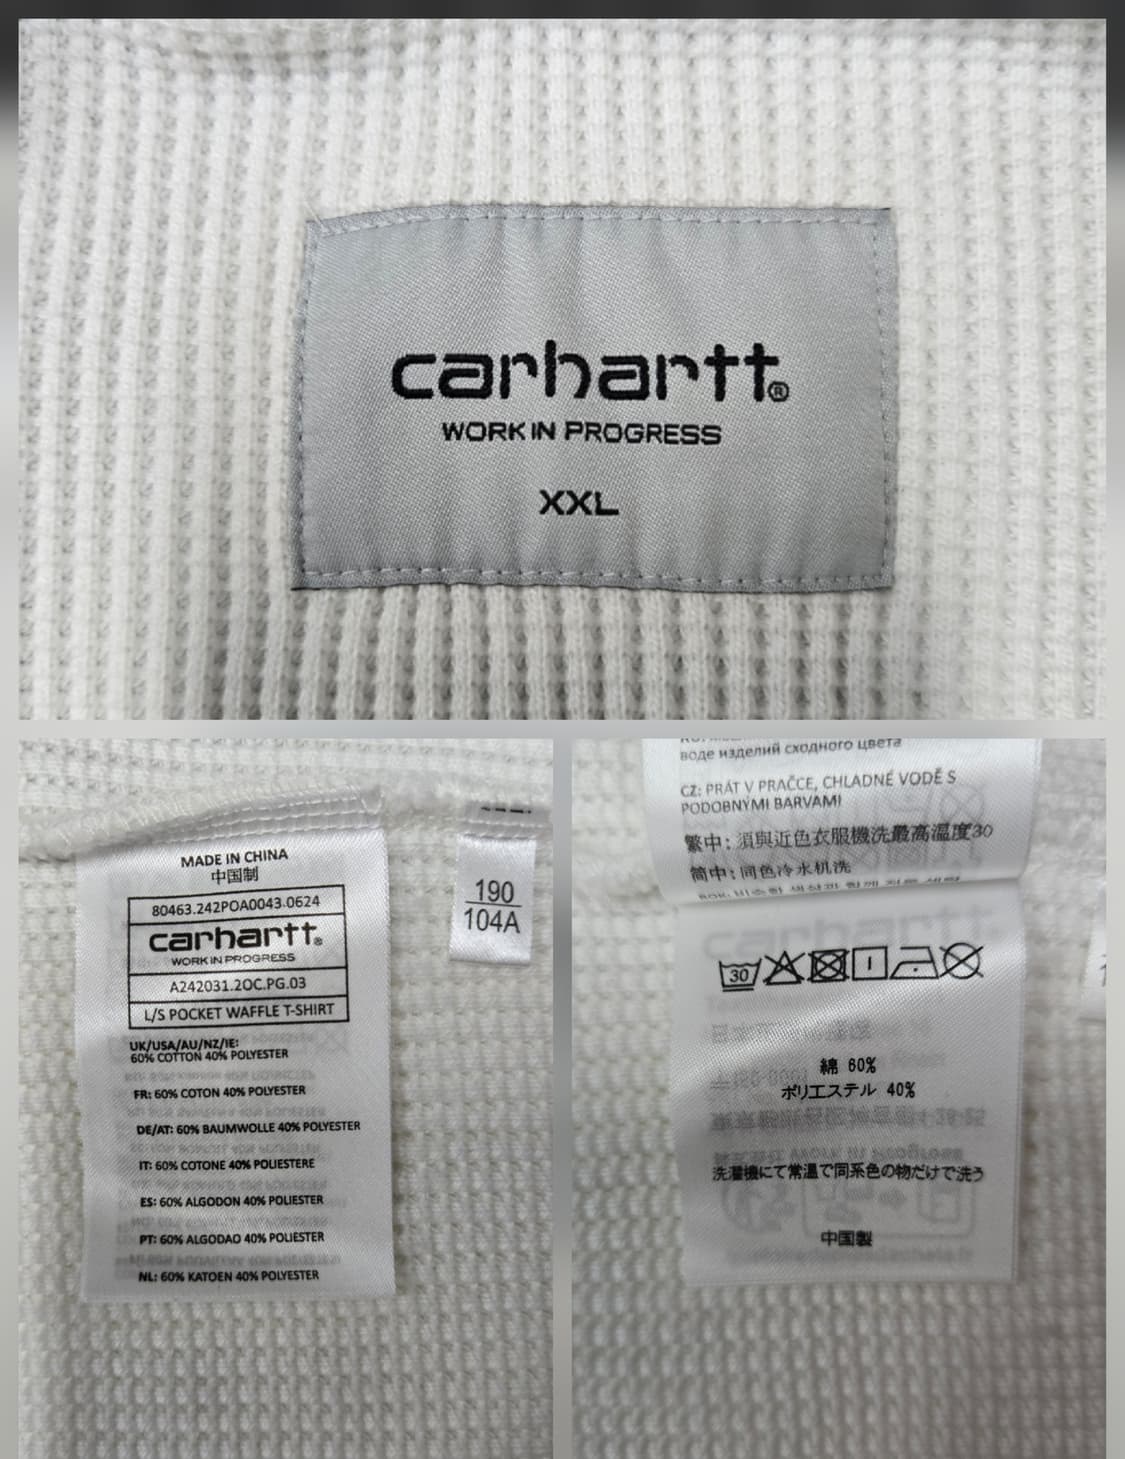 carhartt®
WORK IN PROGRESS
XXL
MADE IN CHINA
中国制
80463.242POA0043.0624
carhartt®
WORK IN PROGRESS
A242031.2OC.PG.03
L/S POCKET WAFFLE T-SHIRT
UK/USA/AU/NZ/IE:
60% COTTON 40% POLYESTER
FR: 60% COTON 40% POLYESTER
DE/AT: 60% BAUMWOLLE 40% POLYESTER
IT: 60% COTONE 40% POLIESTERE
ES: 60% ALGODON 40% POLIESTER
PT: 60% ALGODAO 40% POLIESTER
NL: 60% KATOEN 40% POLYESTER
190
104A
воде изделий сходного цвета
CZ: PRÁT V PRAČCE, CHLADNÉ VODĚ S
PODOBNÝMI BARVAMI
繁中: 須與近色衣服機洗最高溫度30
简中: 同色冷水机洗
30
綿 60%
ポリエステル 40%
洗濯機にて常温で同系色の物だけで洗う
中国製